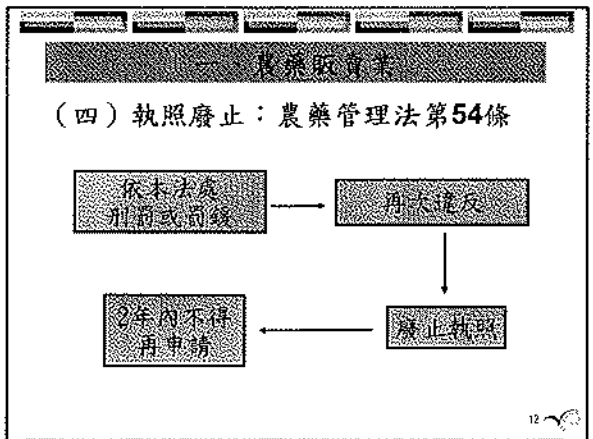 一、農藥販賣業
（四）執照廢止：農藥管理法第54條
依本法處
刑罰或罰鍰
再次違反
廢止執照
2年內不得
再申請
12